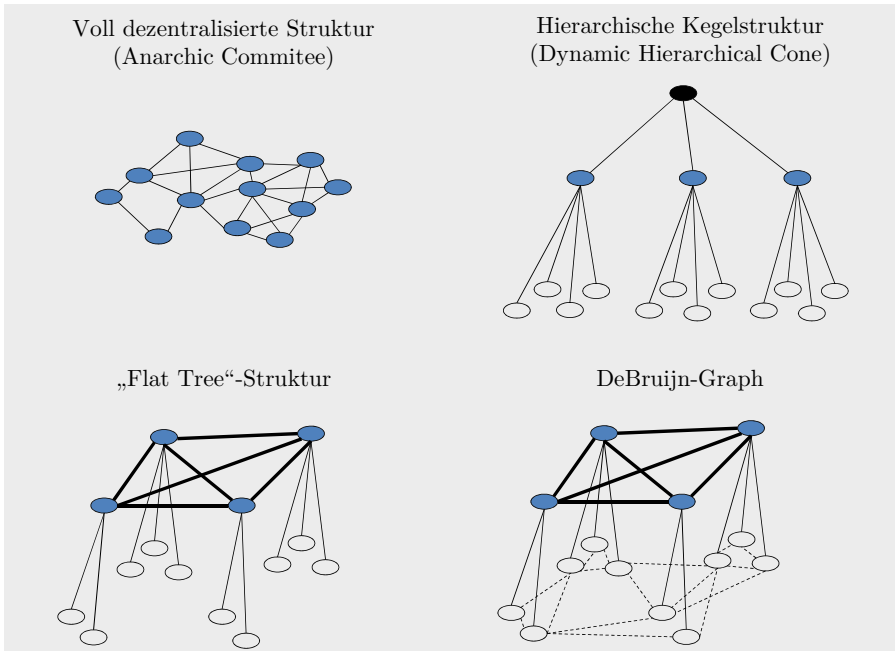 Voll dezentralisierte Struktur
(Anarchic Commitee)
Hierarchische Kegelstruktur
(Dynamic Hierarchical Cone)
„Flat Tree“-Struktur
DeBruijn-Graph